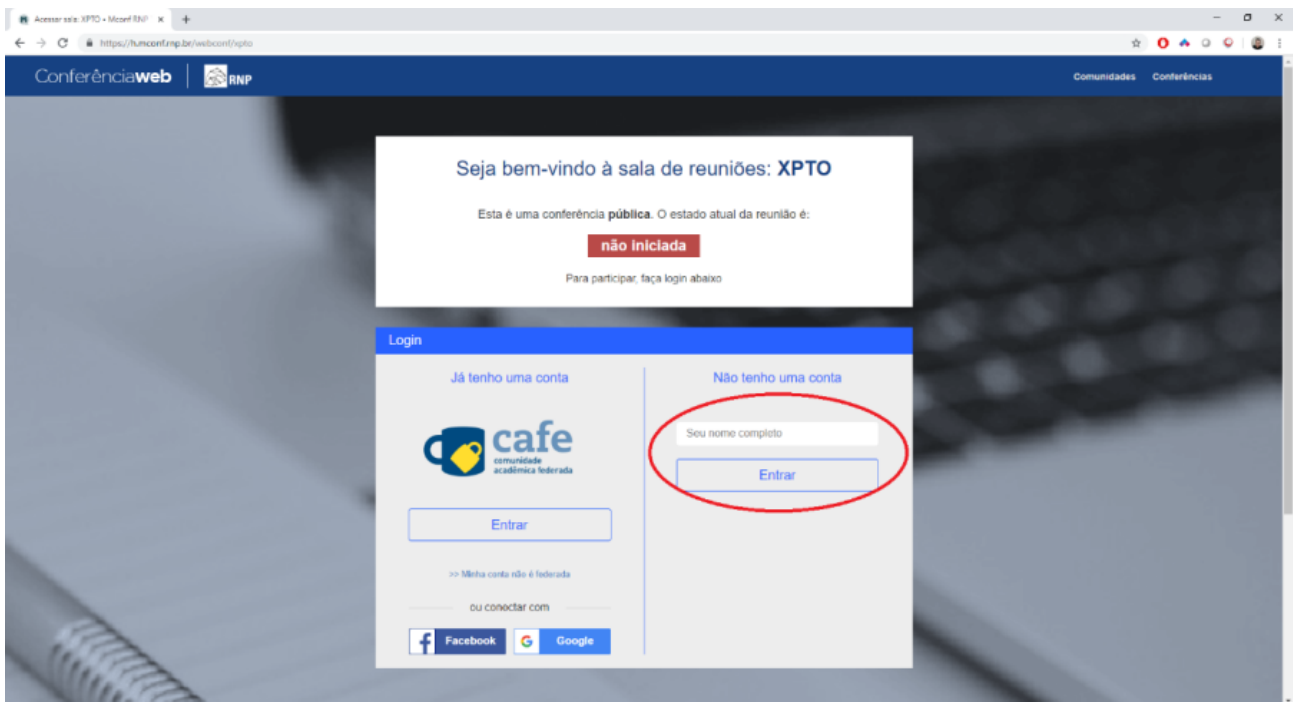 Acessar sala: XPTO • Mconf RNP
https://h.mconf.rnp.br/webconf/xpto
Conferênciaweb
RNP
Comunidades Conferências
Seja bem-vindo à sala de reuniões: XPTO
Esta é uma conferência pública. O estado atual da reunião é:
não iniciada
Para participar, faça login abaixo
Login
Já tenho uma conta
cafe
comunidade
acadêmica federada
Entrar
>> Minha conta não é federada
ou conectar com
Facebook
Google
Não tenho uma conta
Seu nome completo
Entrar